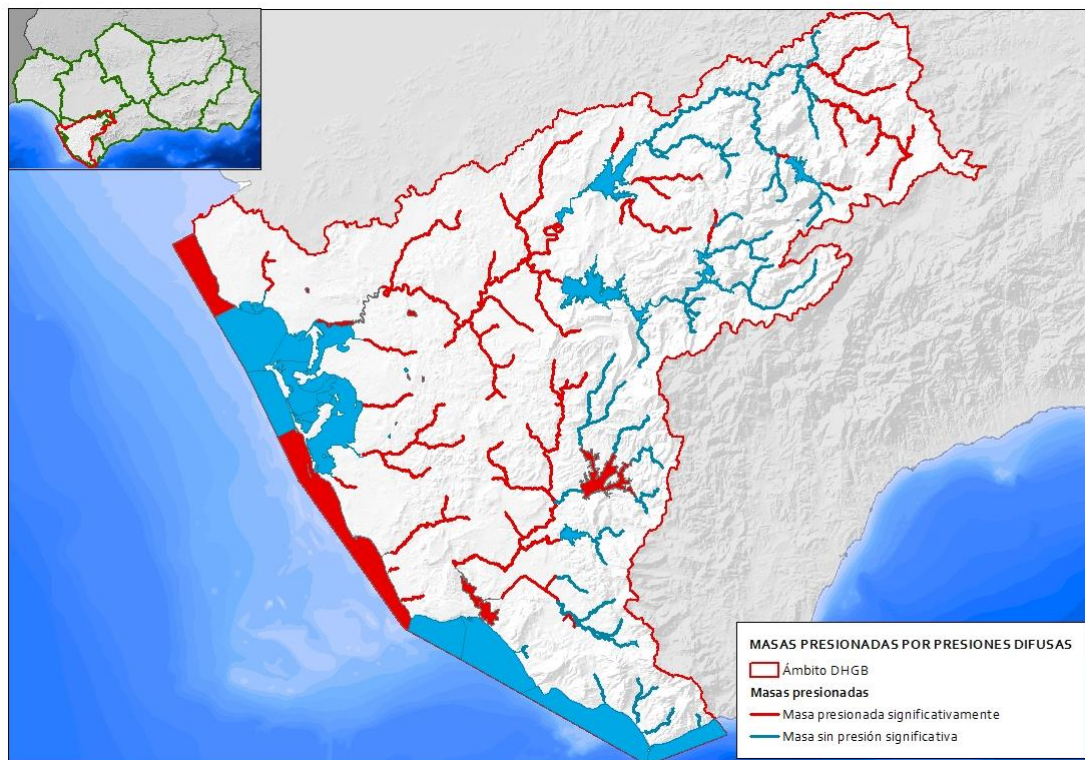 MASAS PRESIONADAS POR PRESIONES DIFUSAS
Ámbito DHGB
Masas presionadas
Masa presionada significativamente
Masa sin presión significativa